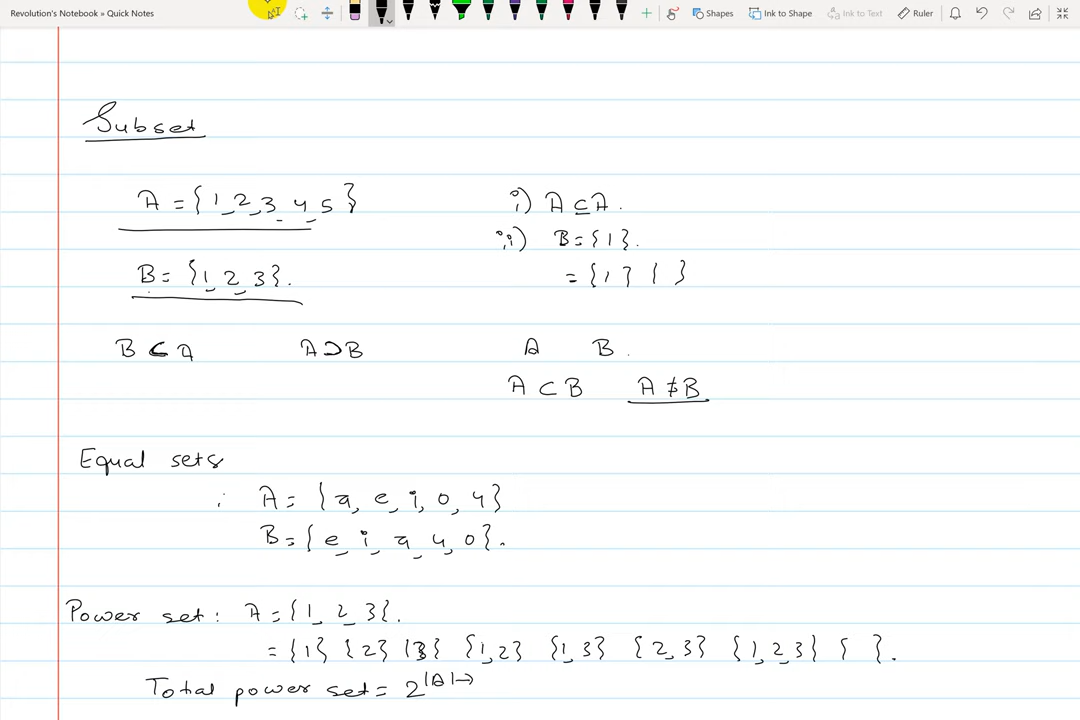 Revolution's Notebook » Quick Notes
Shapes Ink to Shape Ink to Text Ruler
Subset
A = {1, 2, 3, 4, 5}
i) A ⊆ A.
ii) B = {1}.
B = {1, 2, 3}.
= {1} { }
B ⊂ A A ⊃ B
A B.
A ⊂ B A ≠ B
Equal sets
: A = {a, e, i, o, u}
B = {e, i, a, u, o}.
Power set: A = {1, 2, 3}.
= {1} {2} {3} {1,2} {1,3} {2,3} {1,2,3} { }.
Total power set = 2^|A| →